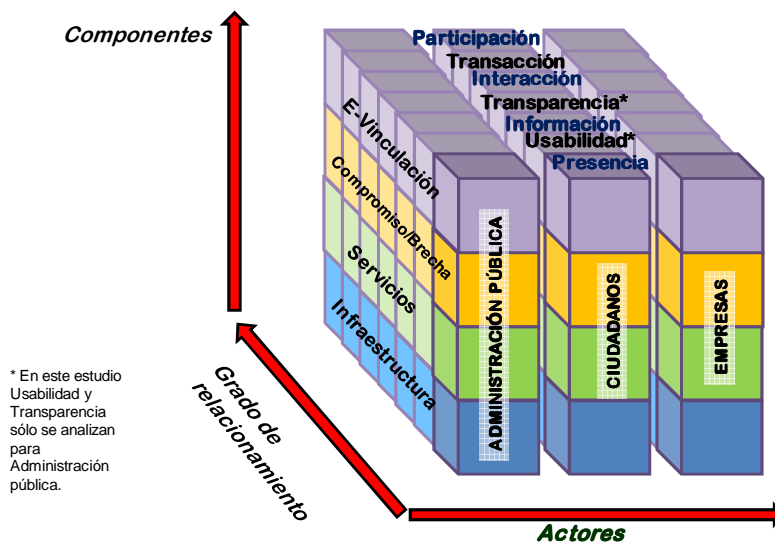 Componentes
Participación
Transacción
Interacción
Transparencia*
Información
Usabilidad*
Presencia
E-Vinculación
Compromiso/Brecha
Servicios
Infraestructura
ADMINISTRACIÓN PÚBLICA
CIUDADANOS
EMPRESAS
Grado de
relacionamiento
* En este estudio
Usabilidad y
Transparencia
sólo se analizan
para
Administración
pública.
Actores